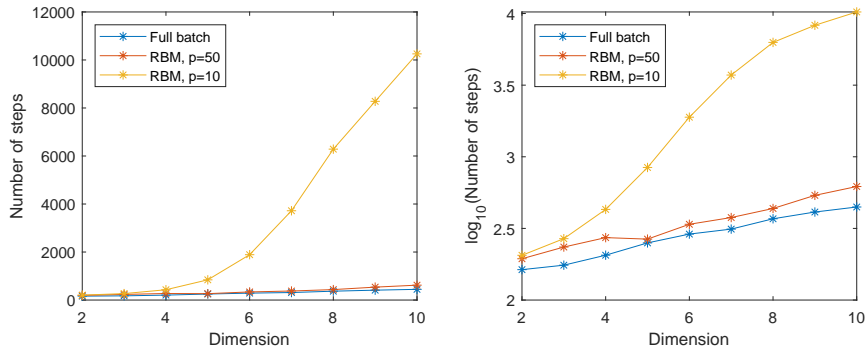 12000
10000
8000
6000
4000
2000
0
Number of steps
Full batch
RBM, p=50
RBM, p=10
2 4 6 8 10
Dimension
4
3.5
3
2.5
2
log10(Number of steps)
Full batch
RBM, p=50
RBM, p=10
2 4 6 8 10
Dimension